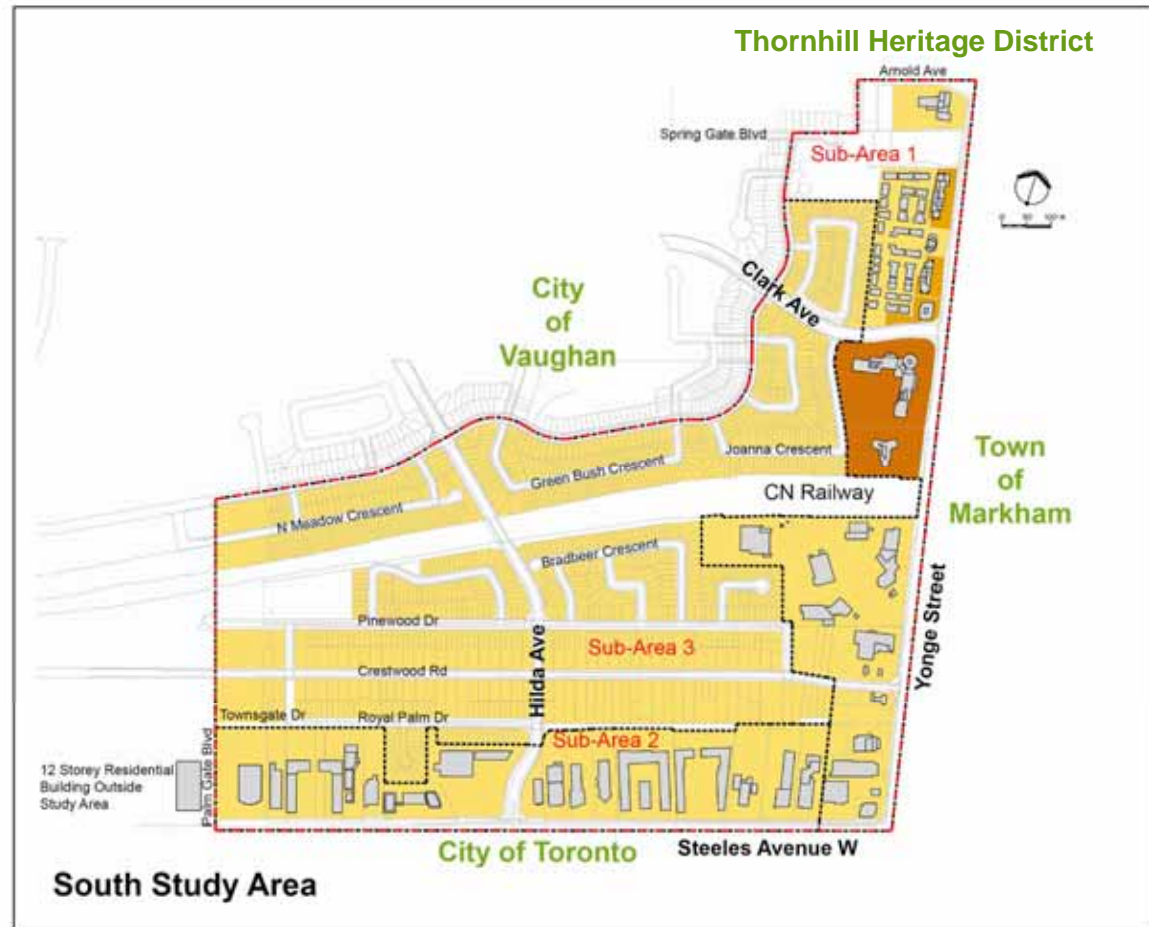 Thornhill Heritage District
Arnold Ave
Spring Gate Blvd
Sub-Area 1
Clark Ave
City
of
Vaughan
Town
of
Markham
Joanna Crescent
Green Bush Crescent
CN Railway
N Meadow Crescent
Bradbeer Crescent
Yonge Street
Pinewood Dr
Sub-Area 3
Crestwood Rd
Hilda Ave
Townsgate Dr
Royal Palm Dr
Sub-Area 2
12 Storey Residential
Building Outside
Study Area
Palm Gate Blvd
City of Toronto
Steeles Avenue W
South Study Area